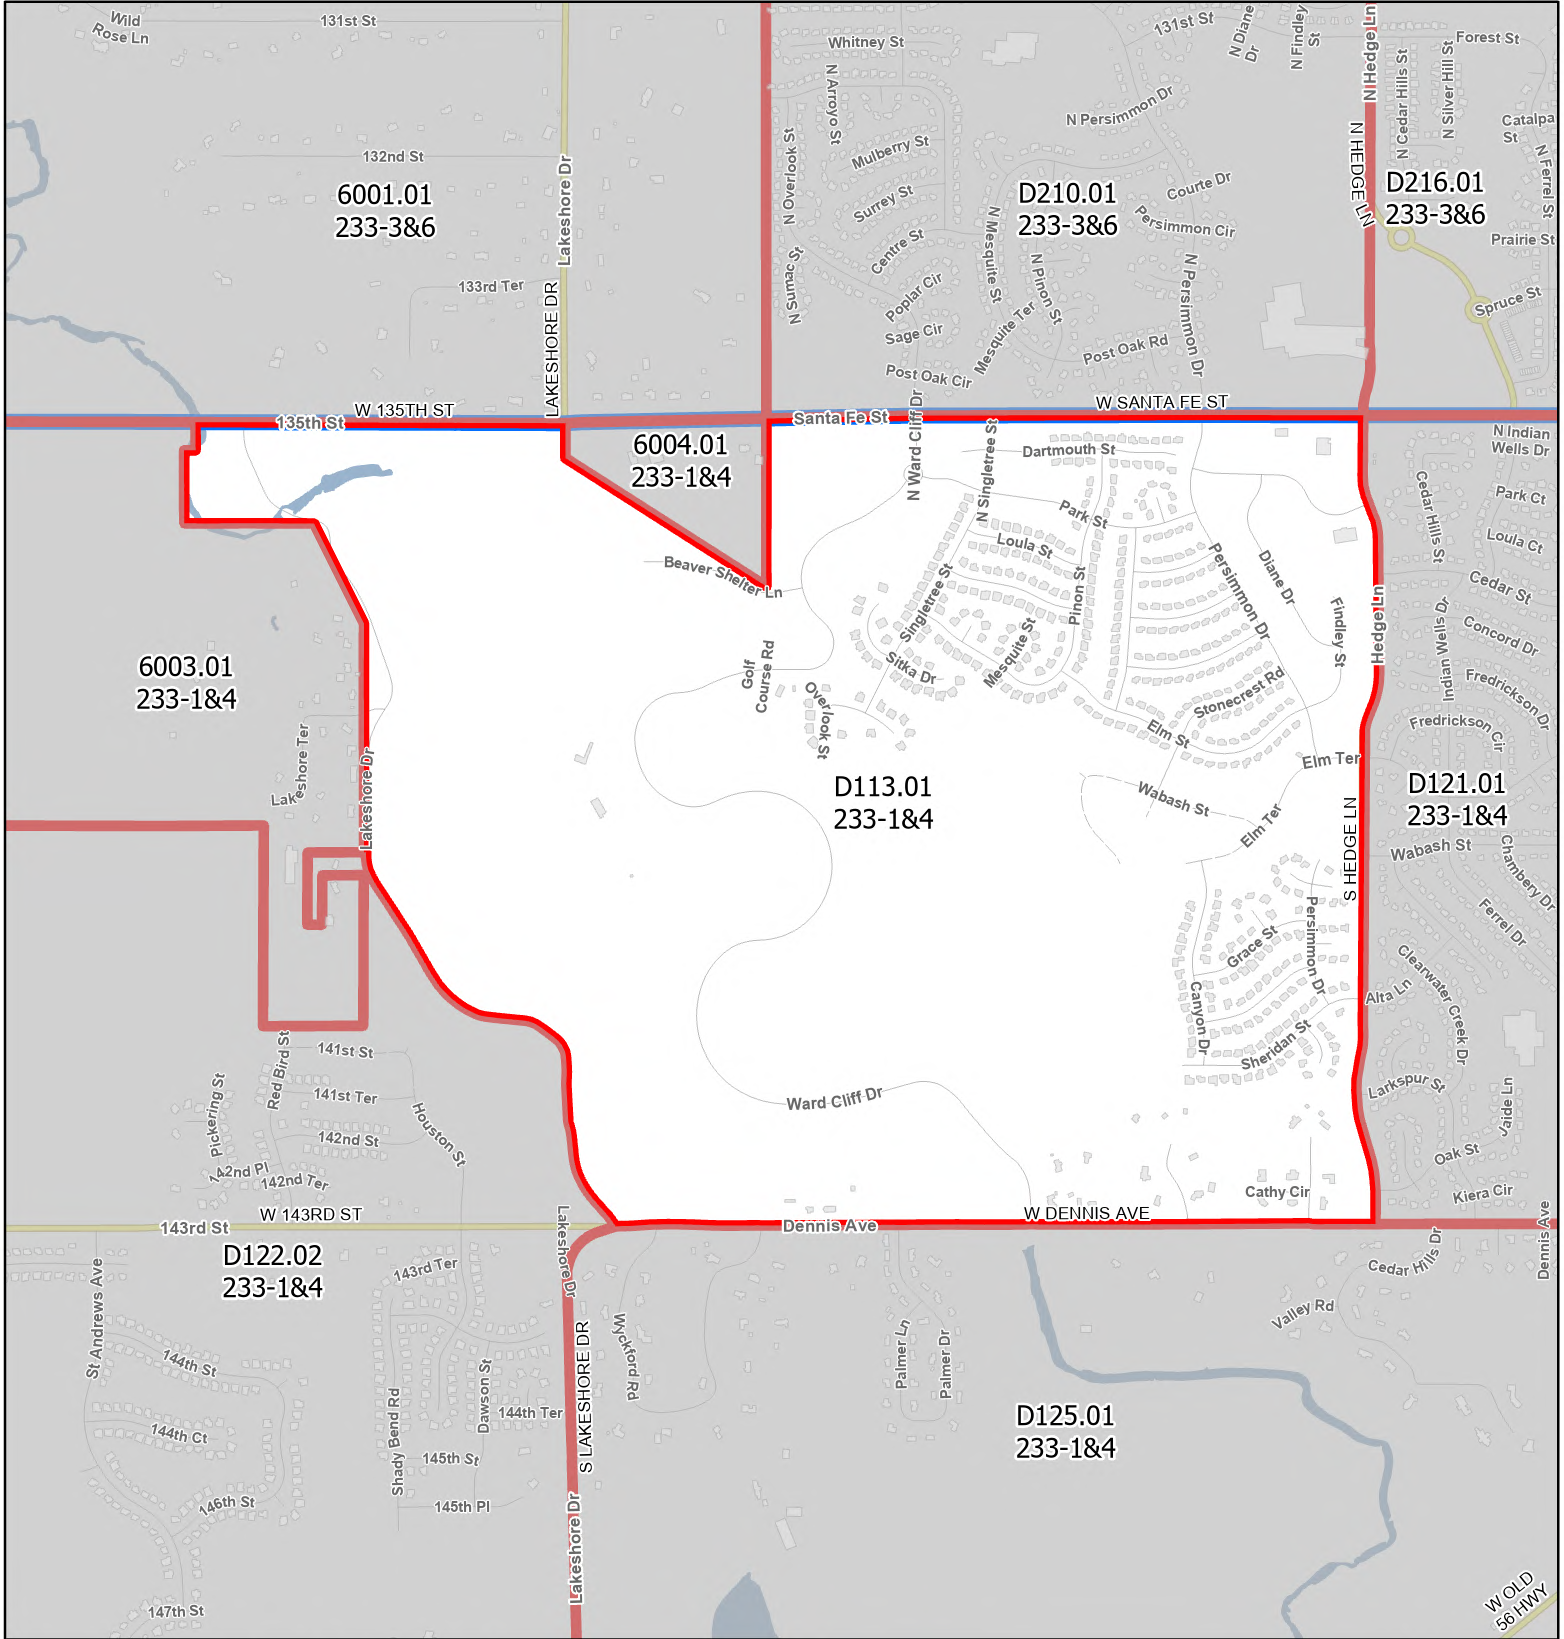 Wild
Rose Ln
131st St
132nd St
6001.01
233-3&6
133rd Ter
Lakeshore Dr
LAKESHORE DR
W 135TH ST
135th St
Whitney St
N Arroyo St
N Overlook St
Mulberry St
Surrey St
Centre St
N Sumac St
Poplar Cir
Sage Cir
Post Oak Cir
N Mesquite St
Mesquite Ter
N Pinon St
Post Oak Rd
N Persimmon Dr
131st St
N Diane
Dr
N Findley
St
D210.01
233-3&6
Courte Dr
Persimmon Cir
N Persimmon Dr
N Hedge Ln
N HEDGE LN
Forest St
N Cedar Hills St
N Silver Hill St
Catalpa
St
N Ferrel St
D216.01
233-3&6
Prairie St
Spruce St
W SANTA FE ST
Santa Fe St
6004.01
233-1&4
N Ward Cliff Dr
N Singletree St
Dartmouth St
Park St
Loula St
Beaver Shelter Ln
Singletree St
Pinon St
Persimmon Dr
Diane Dr
Findley St
Hedge Ln
Mesquite St
Sitka Dr
Golf
Course Rd
Overlook St
Stonecrest Rd
Elm St
Elm Ter
Wabash St
Elm Ter
D113.01
233-1&4
S HEDGE LN
N Indian
Wells Dr
Cedar Hills St
Park Ct
Loula Ct
Cedar St
Concord Dr
Indian Wells Dr
Fredrickson Dr
Fredrickson Cir
D121.01
233-1&4
Wabash St
Chambery Dr
Ferrel Dr
Clearwater Creek Dr
Alta Ln
Larkspur St
Jaide Ln
Oak St
Kiera Cir
6003.01
233-1&4
Lakeshore Ter
Lakeshore Dr
Persimmon Dr
Grace St
Canyon Dr
Sheridan St
Ward Cliff Dr
Cathy Cir
W DENNIS AVE
Dennis Ave
Dennis Ave
141st St
Red Bird St
Pickering St
141st Ter
142nd St
Houston St
142nd Pl
142nd Ter
W 143RD ST
143rd St
D122.02
233-1&4
143rd Ter
St Andrews Ave
144th St
144th Ct
146th St
147th St
Shady Bend Rd
Dawson St
144th Ter
145th St
145th Pl
Lakeshore Dr
S LAKESHORE DR
Lakeshore Dr
Wyckford Rd
Palmer Ln
Palmer Dr
D125.01
233-1&4
Cedar Hills Dr
Valley Rd
W OLD
56 HWY